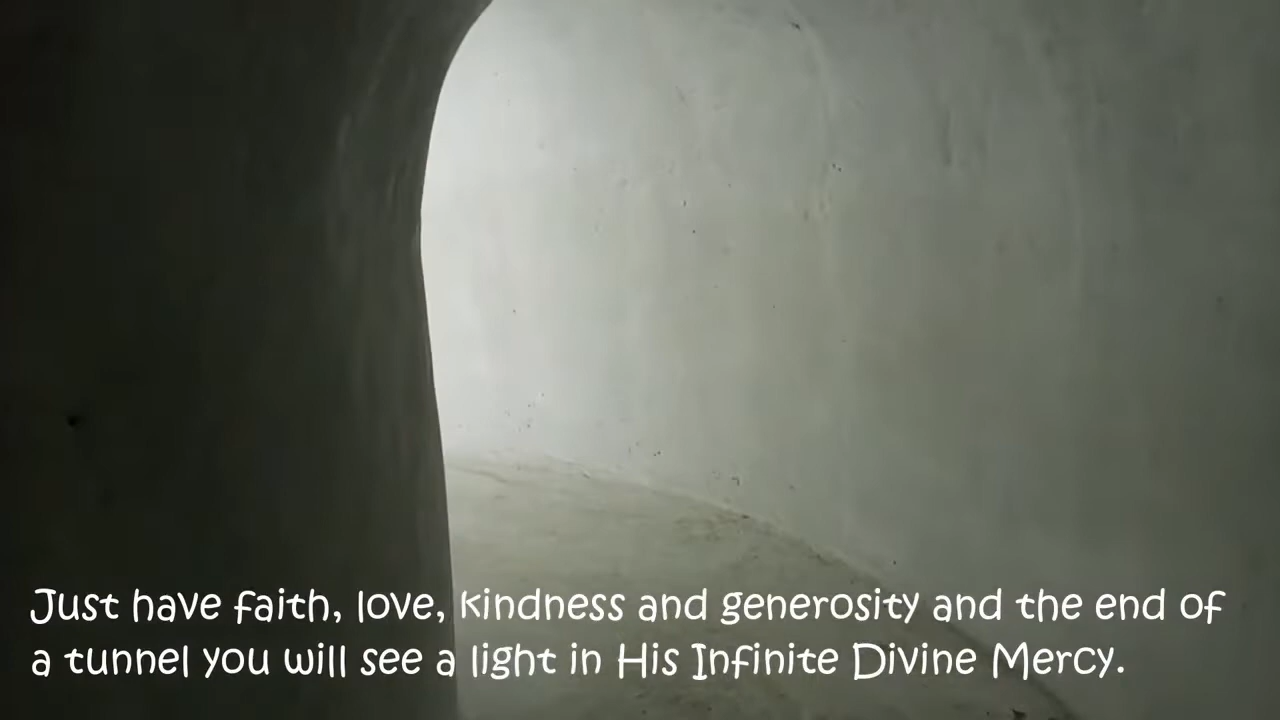 Just have faith, love, kindness and generosity and the end of
a tunnel you will see a light in His Infinite Divine Mercy.